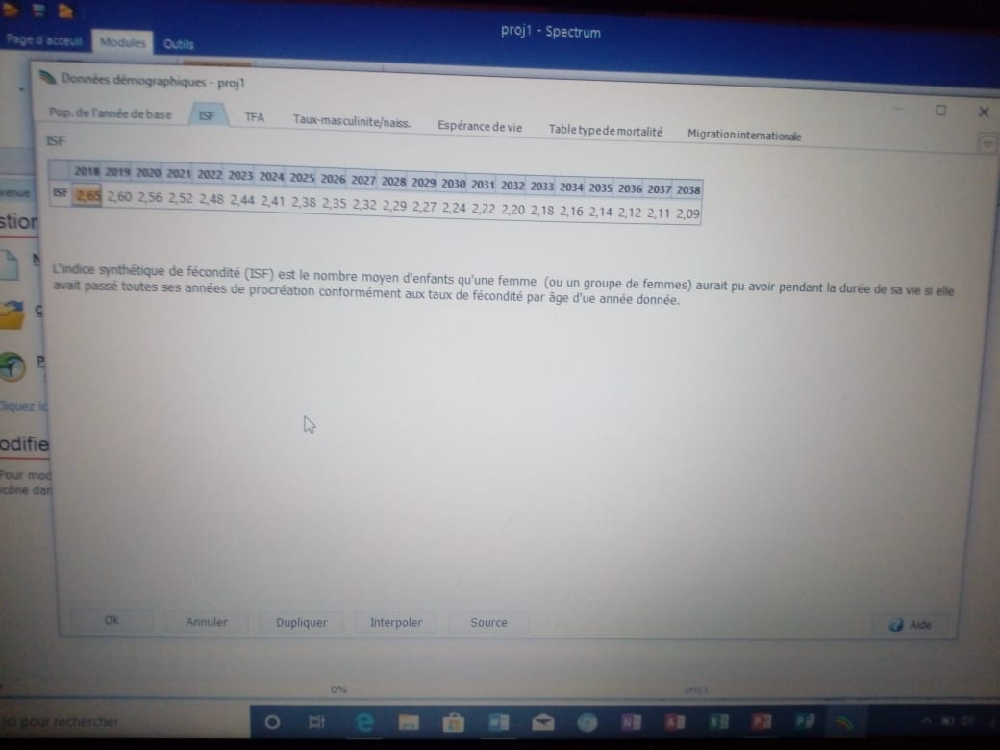 proj1 - Spectrum
Page d'acceuil Modules Outils
Données démographiques - proj1
Pop. de l'année de base ISF TFA Taux-masculinite/naiss. Espérance de vie Table type de mortalité Migration internationale
ISF
2018 2019 2020 2021 2022 2023 2024 2025 2026 2027 2028 2029 2030 2031 2032 2033 2034 2035 2036 2037 2038
ISF 2,65 2,60 2,56 2,52 2,48 2,44 2,41 2,38 2,35 2,32 2,29 2,27 2,24 2,22 2,20 2,18 2,16 2,14 2,12 2,11 2,09
venue
stion
N
L'indice synthétique de fécondité (ISF) est le nombre moyen d'enfants qu'une femme (ou un groupe de femmes) aurait pu avoir pendant la durée de sa vie si elle
avait passé toutes ses années de procréation conformément aux taux de fécondité par âge d'ue année donnée.
Cliquez ic
odifie
Pour mod
icône dan
Ok Annuler Dupliquer Interpoler Source Aide
0% proj1
ici pour rechercher